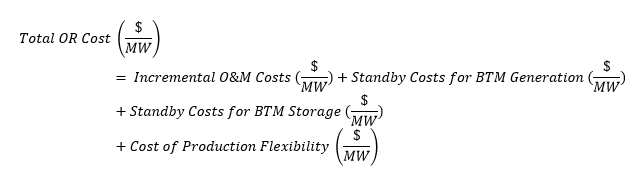 Total OR Cost ($/MW)
= Incremental O&M Costs ($/MW) + Standby Costs for BTM Generation ($/MW)
+ Standby Costs for BTM Storage ($/MW)
+ Cost of Production Flexibility ($/MW)